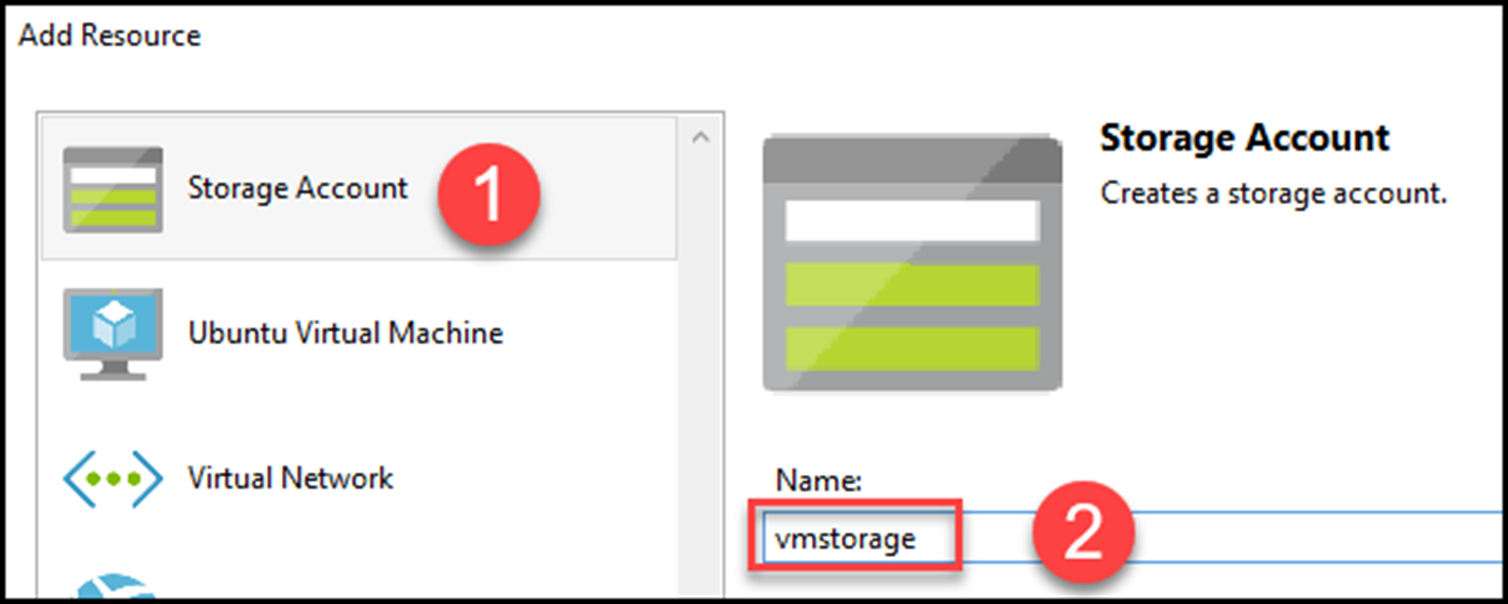 Add Resource
Storage Account
1
Ubuntu Virtual Machine
Virtual Network
Storage Account
Creates a storage account.
Name:
vmstorage
2